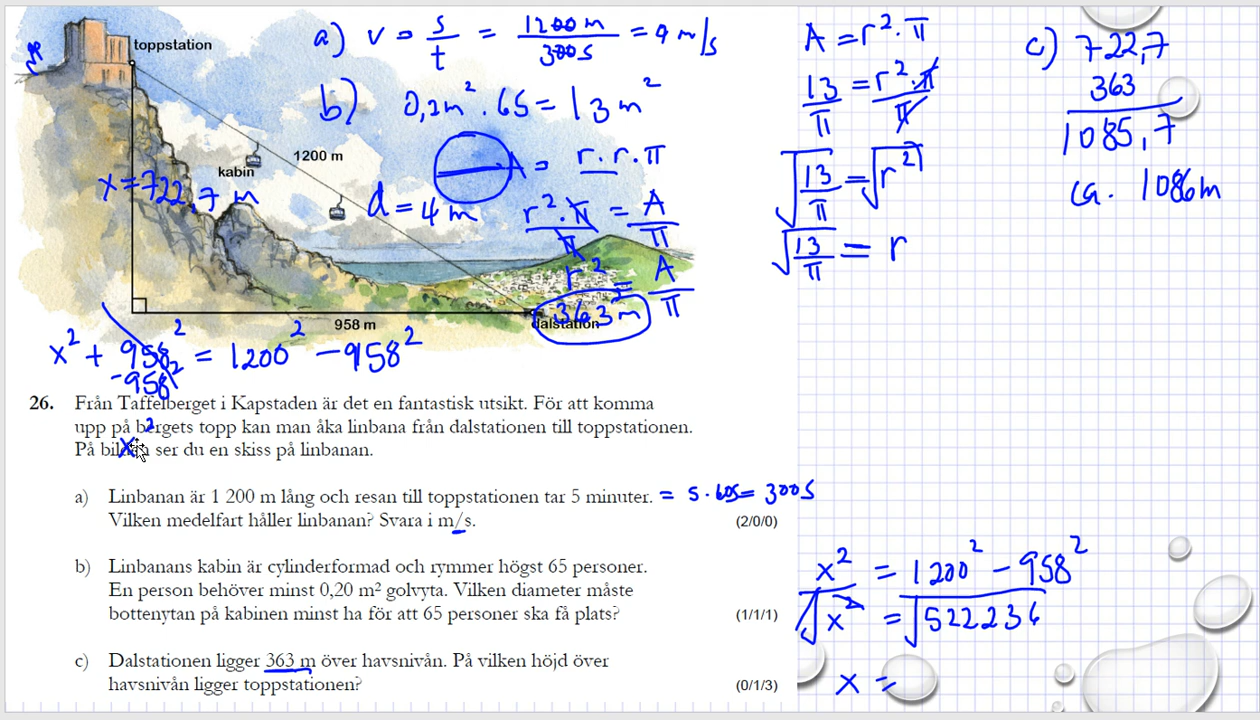 toppstation
a) v = s/t = 1200 m/300 s = 4 m/s
b) 0,2 m² · 65 = 13 m²
1200 m
kabin
x = 722,7 m
A = r · r · π
d = 4 m
r² · π/π = A/π
r² = A/π
363 m
dalstation
958 m
x² + 958² = 1200² - 958²
-958²
26. Från Taffelberget i Kapstaden är det en fantastisk utsikt. För att komma
upp på bergets topp kan man åka linbana från dalstationen till toppstationen.
På bilden ser du en skiss på linbanan.
x²
a) Linbanan är 1 200 m lång och resan till toppstationen tar 5 minuter. = 5 · 60s = 300 s
Vilken medelfart håller linbanan? Svara i m/s.
(2/0/0)
b) Linbanans kabin är cylinderformad och rymmer högst 65 personer.
En person behöver minst 0,20 m² golvyta. Vilken diameter måste
bottenytan på kabinen minst ha för att 65 personer ska få plats?
(1/1/1)
c) Dalstationen ligger 363 m över havsnivån. På vilken höjd över
havsnivån ligger toppstationen?
(0/1/3)
A = r² · π
13/π = r² · π/π
√13/π = √r²
√13/π = r
c) 722,7
363
1085,7
ca. 1086 m
x² = 1200² - 958²
√x² = √522236
x =